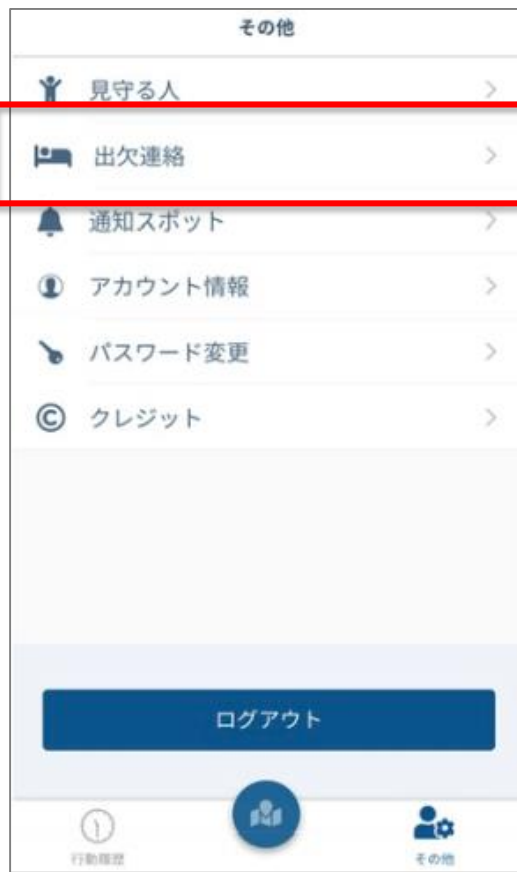 その他
見守る人
出欠連絡
通知スポット
アカウント情報
パスワード変更
クレジット
ログアウト
行動履歴
その他